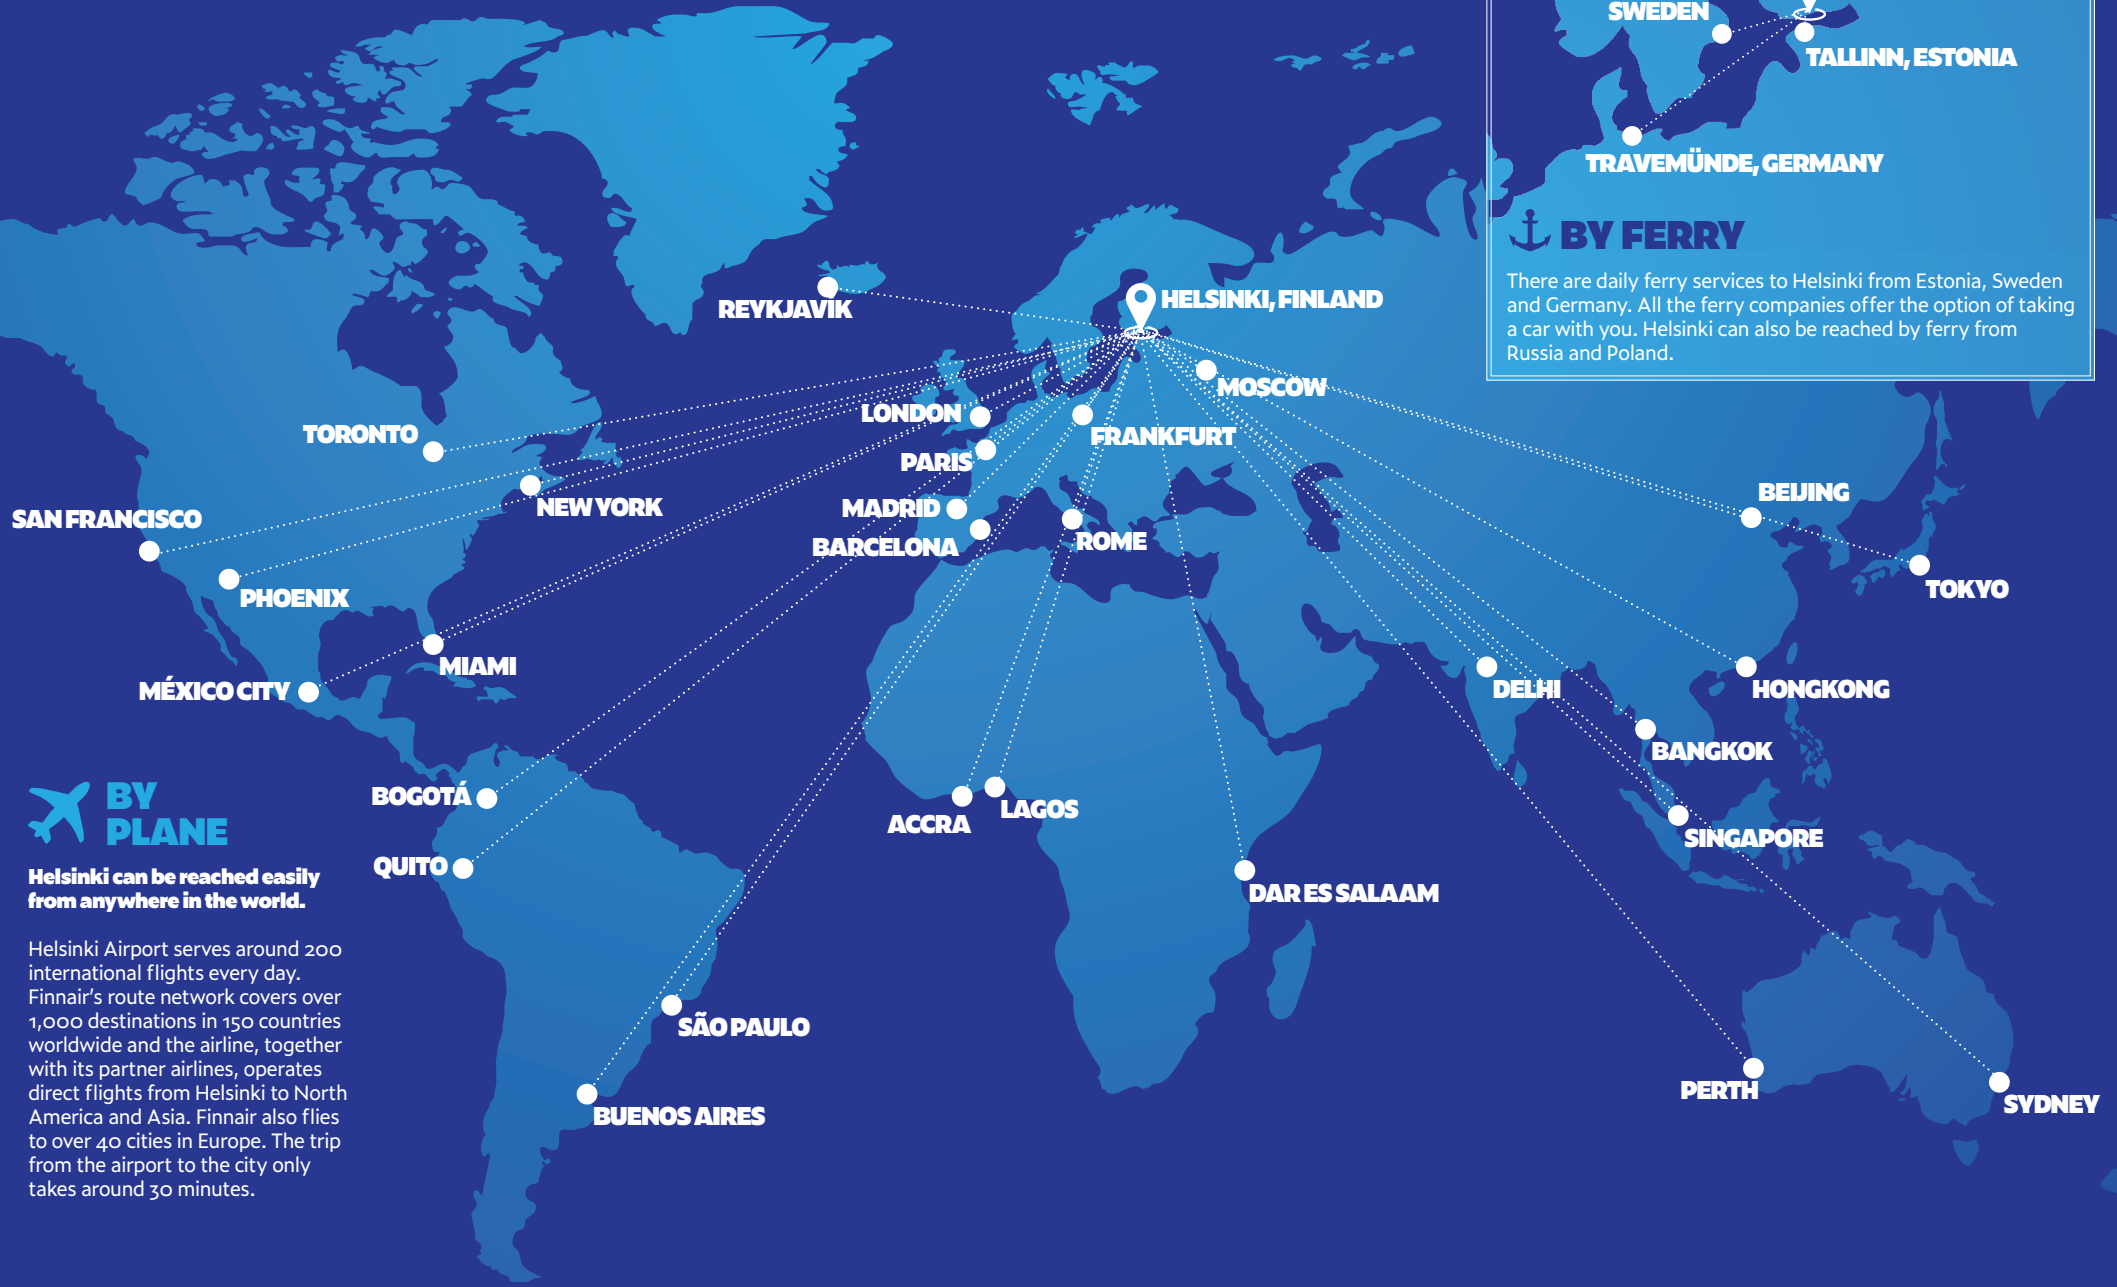 SWEDEN
TALLINN, ESTONIA
TRAVEMÜNDE, GERMANY
BY FERRY
There are daily ferry services to Helsinki from Estonia, Sweden
and Germany. All the ferry companies offer the option of taking
a car with you. Helsinki can also be reached by ferry from
Russia and Poland.
REYKJAVÍK
HELSINKI, FINLAND
MOSCOW
LONDON
FRANKFURT
TORONTO
PARIS
NEW YORK
MADRID
BEIJING
SAN FRANCISCO
BARCELONA
ROME
TOKYO
PHOENIX
MIAMI
MÉXICO CITY
DELHI
HONGKONG
BANGKOK
BOGOTÁ
ACCRA
LAGOS
SINGAPORE
QUITO
DAR ES SALAAM
SÃO PAULO
BUENOS AIRES
PERTH
SYDNEY
BY
PLANE
Helsinki can be reached easily
from anywhere in the world.
Helsinki Airport serves around 200
international flights every day.
Finnair's route network covers over
1,000 destinations in 150 countries
worldwide and the airline, together
with its partner airlines, operates
direct flights from Helsinki to North
America and Asia. Finnair also flies
to over 40 cities in Europe. The trip
from the airport to the city only
takes around 30 minutes.